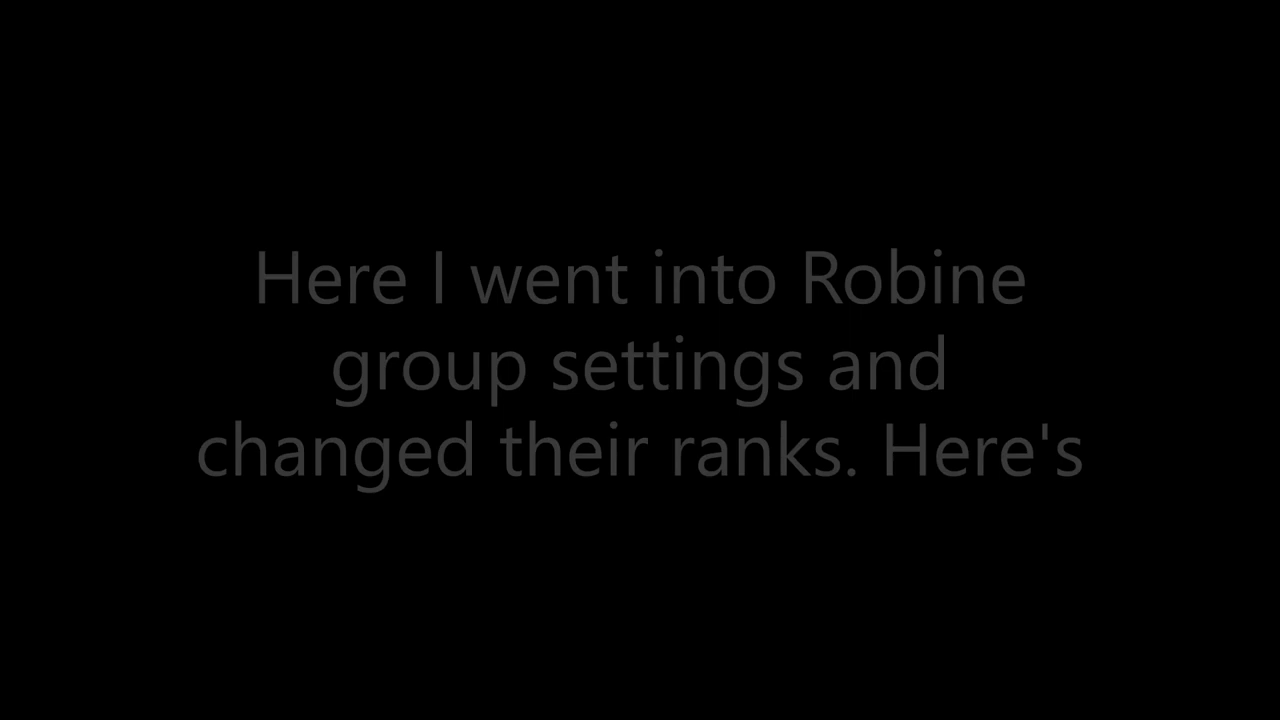 Here I went into Robine
group settings and
changed their ranks. Here's